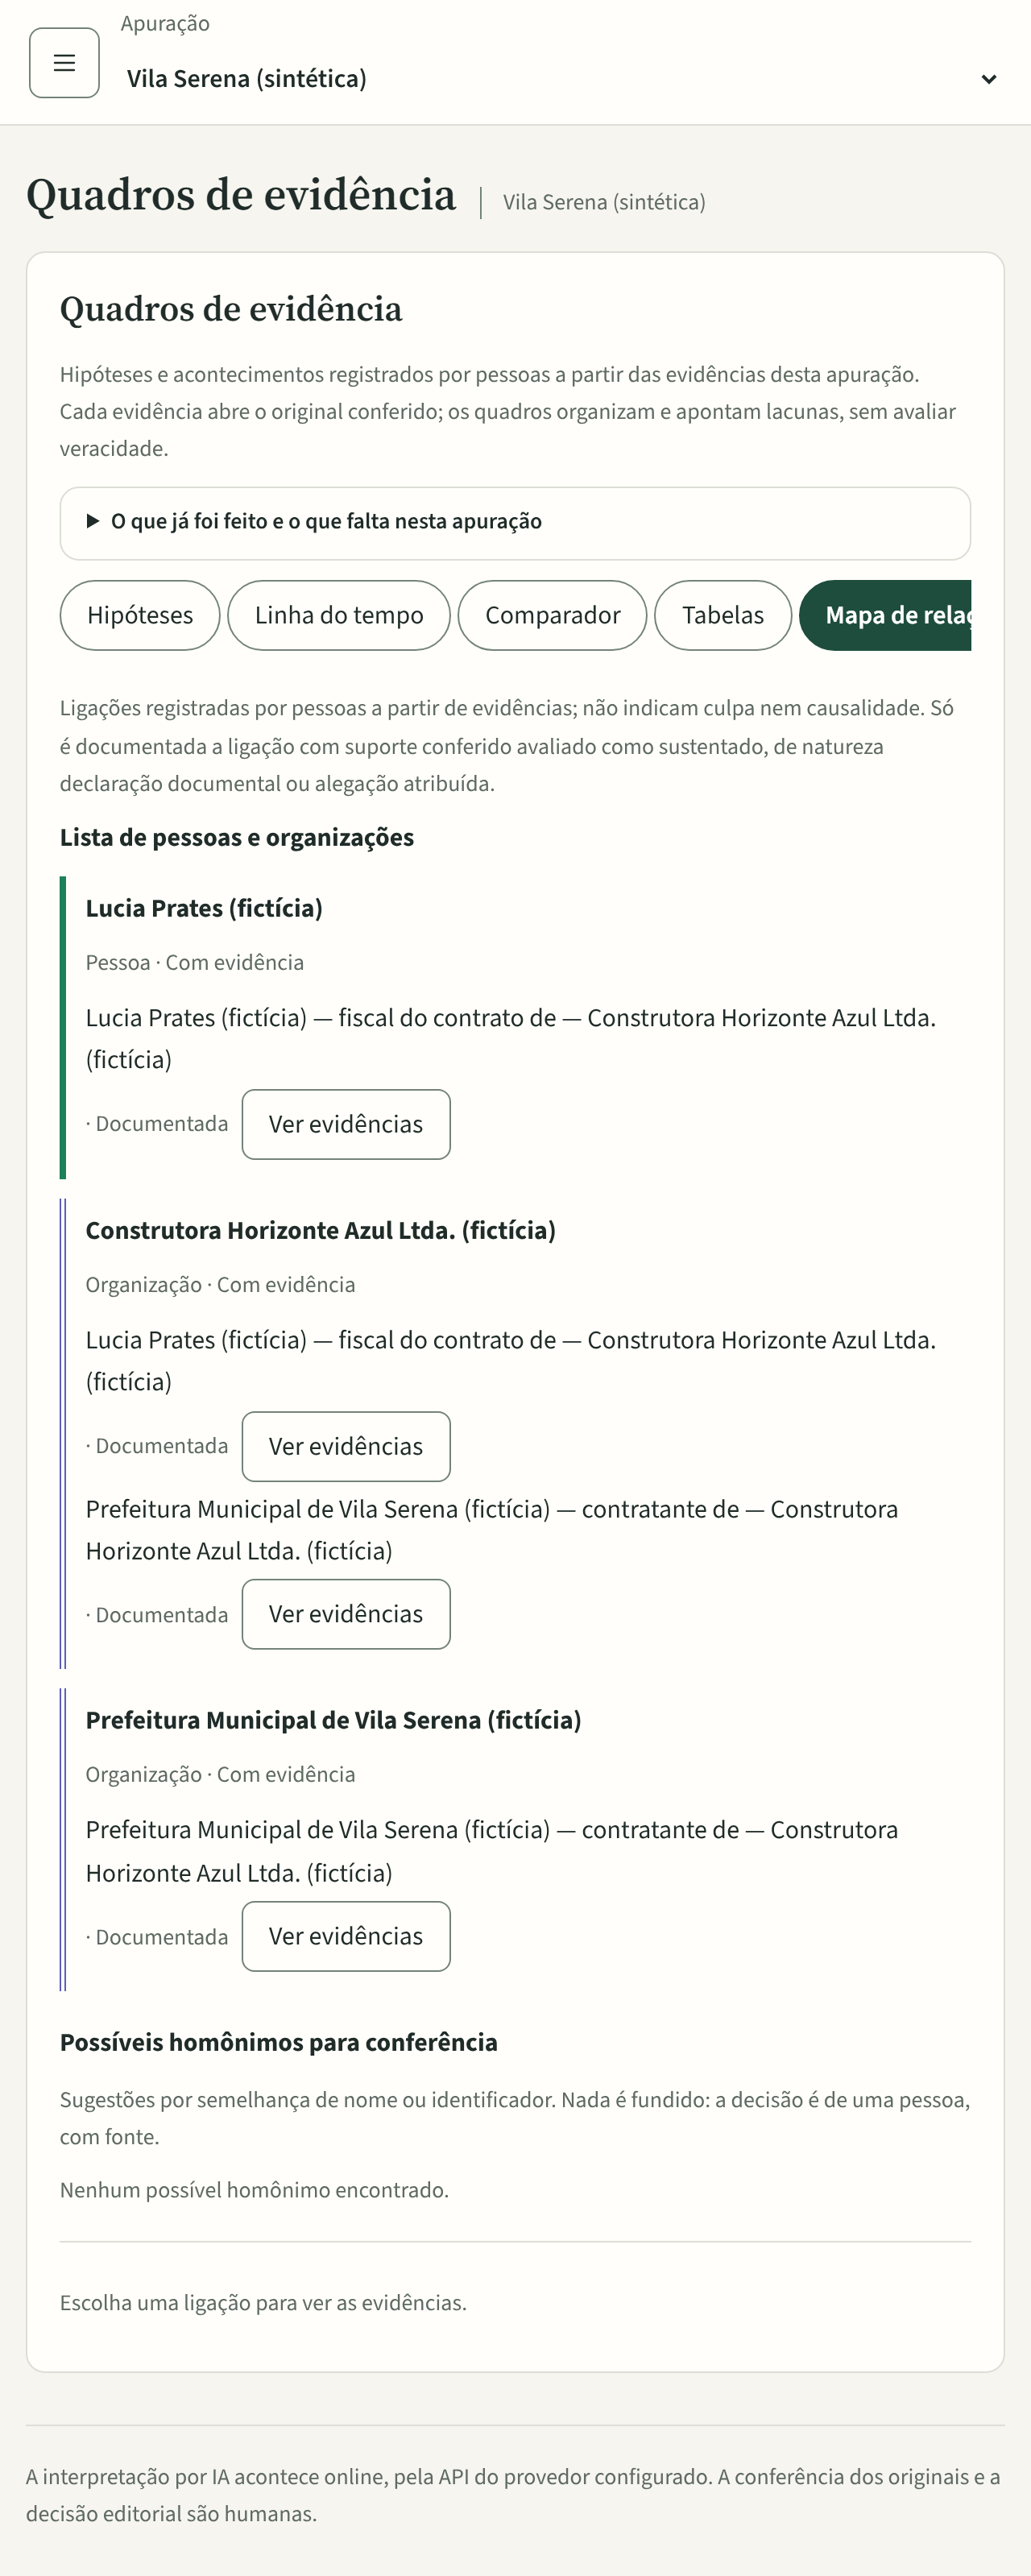 Apuração
Vila Serena (sintética)
Quadros de evidência | Vila Serena (sintética)
Quadros de evidência
Hipóteses e acontecimentos registrados por pessoas a partir das evidências desta apuração.
Cada evidência abre o original conferido; os quadros organizam e apontam lacunas, sem avaliar
veracidade.
O que já foi feito e o que falta nesta apuração
Hipóteses Linha do tempo Comparador Tabelas Mapa de relaç
Ligações registradas por pessoas a partir de evidências; não indicam culpa nem causalidade. Só
é documentada a ligação com suporte conferido avaliado como sustentado, de natureza
declaração documental ou alegação atribuída.
Lista de pessoas e organizações
Lucia Prates (fictícia)
Pessoa · Com evidência
Lucia Prates (fictícia) — fiscal do contrato de — Construtora Horizonte Azul Ltda.
(fictícia)
· Documentada Ver evidências
Construtora Horizonte Azul Ltda. (fictícia)
Organização · Com evidência
Lucia Prates (fictícia) — fiscal do contrato de — Construtora Horizonte Azul Ltda.
(fictícia)
· Documentada Ver evidências
Prefeitura Municipal de Vila Serena (fictícia) — contratante de — Construtora
Horizonte Azul Ltda. (fictícia)
· Documentada Ver evidências
Prefeitura Municipal de Vila Serena (fictícia)
Organização · Com evidência
Prefeitura Municipal de Vila Serena (fictícia) — contratante de — Construtora
Horizonte Azul Ltda. (fictícia)
· Documentada Ver evidências
Possíveis homônimos para conferência
Sugestões por semelhança de nome ou identificador. Nada é fundido: a decisão é de uma pessoa,
com fonte.
Nenhum possível homônimo encontrado.
Escolha uma ligação para ver as evidências.
A interpretação por IA acontece online, pela API do provedor configurado. A conferência dos originais e a
decisão editorial são humanas.